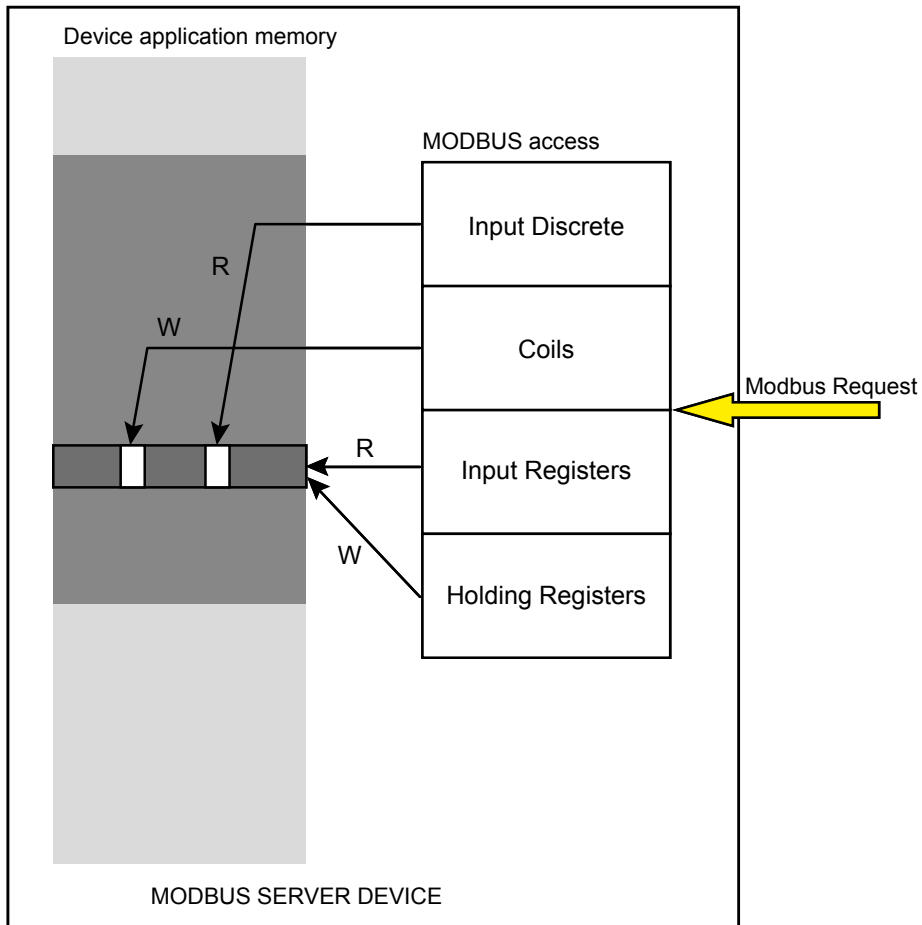 Device application memory
MODBUS access
Input Discrete
R
W
Coils
Modbus Request
R
Input Registers
W
Holding Registers
MODBUS SERVER DEVICE